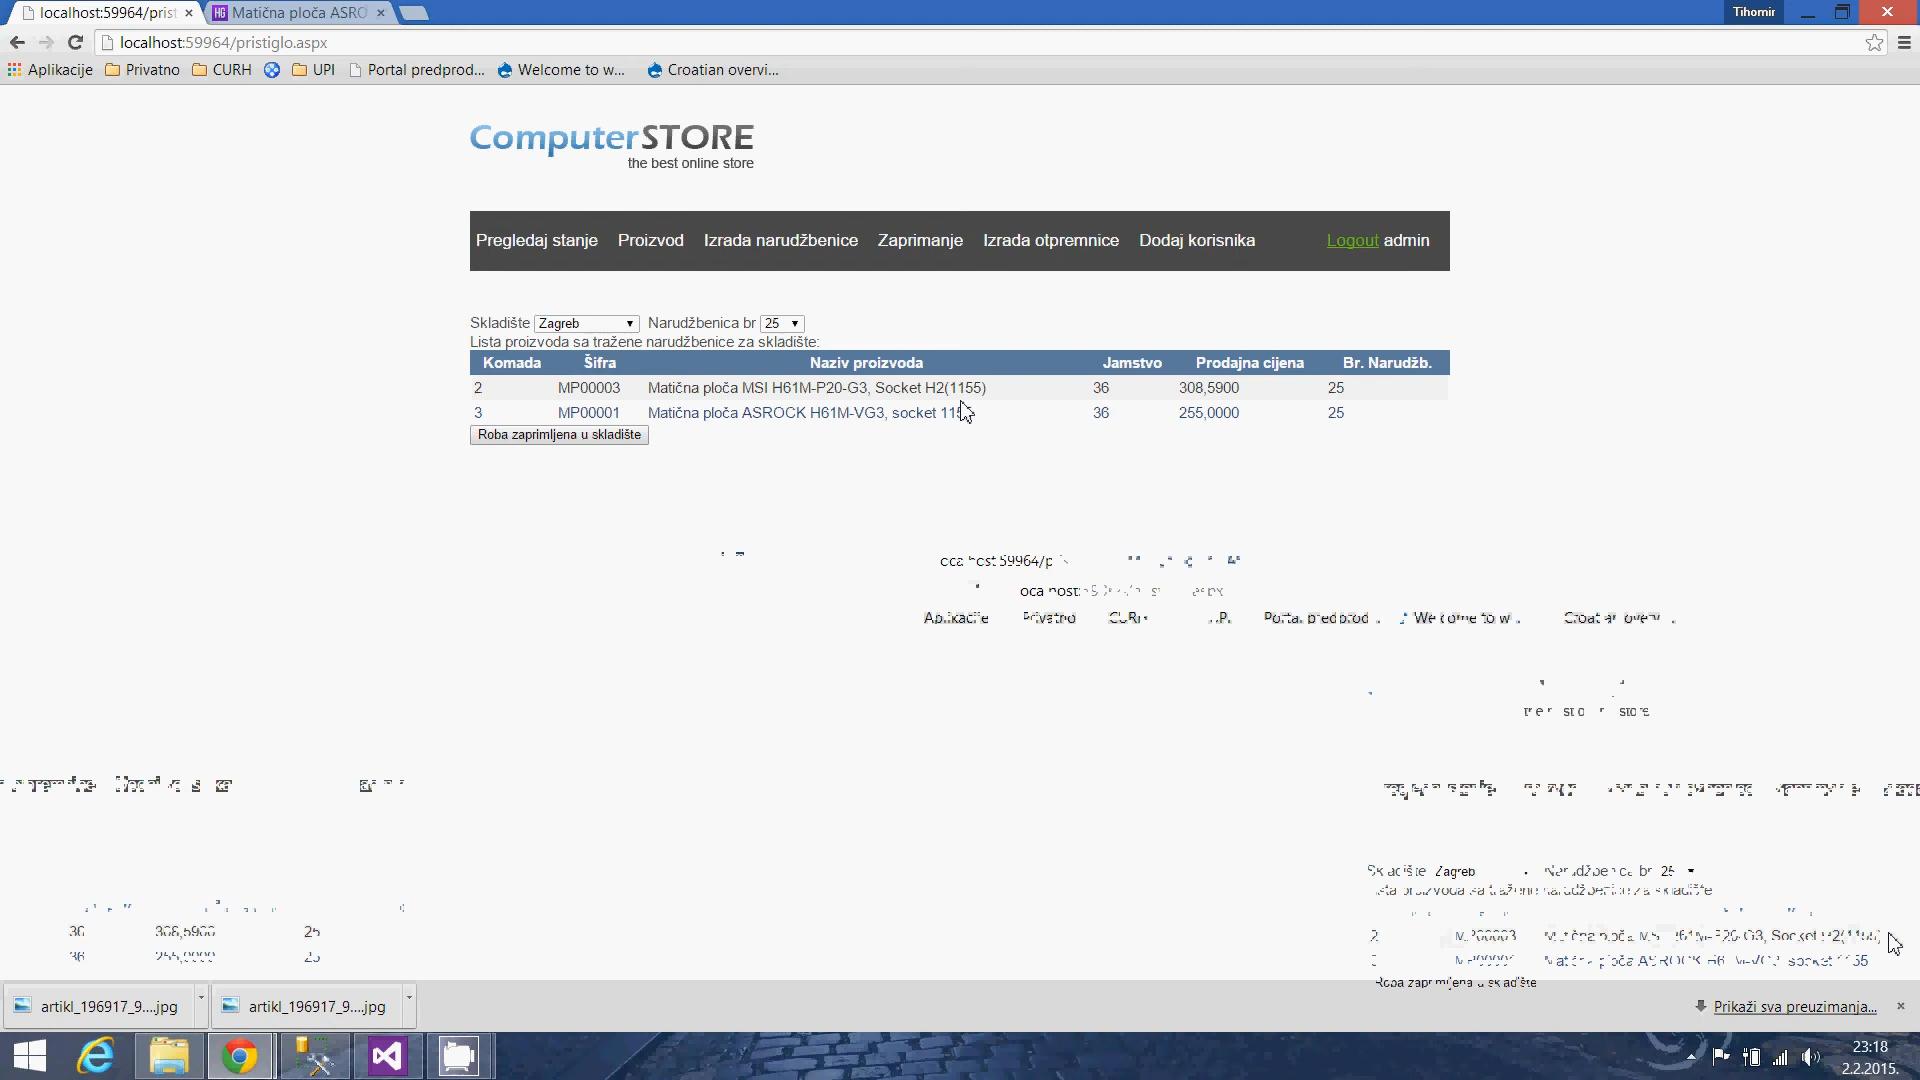 localhost:59964/prist
Matična ploča ASRO
Tihomir
localhost:59964/pristiglo.aspx
Aplikacije Privatno CURH UPI Portal predprod... Welcome to w... Croatian overvi...
ComputerSTORE
the best online store
Pregledaj stanje Proizvod Izrada narudžbenice Zaprimanje Izrada otpremnice Dodaj korisnika Logout admin
Skladište Zagreb Narudžbenica br 25
Lista proizvoda sa tražene narudžbenice za skladište:
Komada Šifra Naziv proizvoda Jamstvo Prodajna cijena Br. Narudžb.
2 MP00003 Matična ploča MSI H61M-P20-G3, Socket H2(1155) 36 308,5900 25
3 MP00001 Matična ploča ASROCK H61M-VG3, socket 1155 36 255,0000 25
Roba zaprimljena u skladište
artikl_196917_9....jpg artikl_196917_9....jpg Prikaži sva preuzimanja...
23:18
2.2.2015.